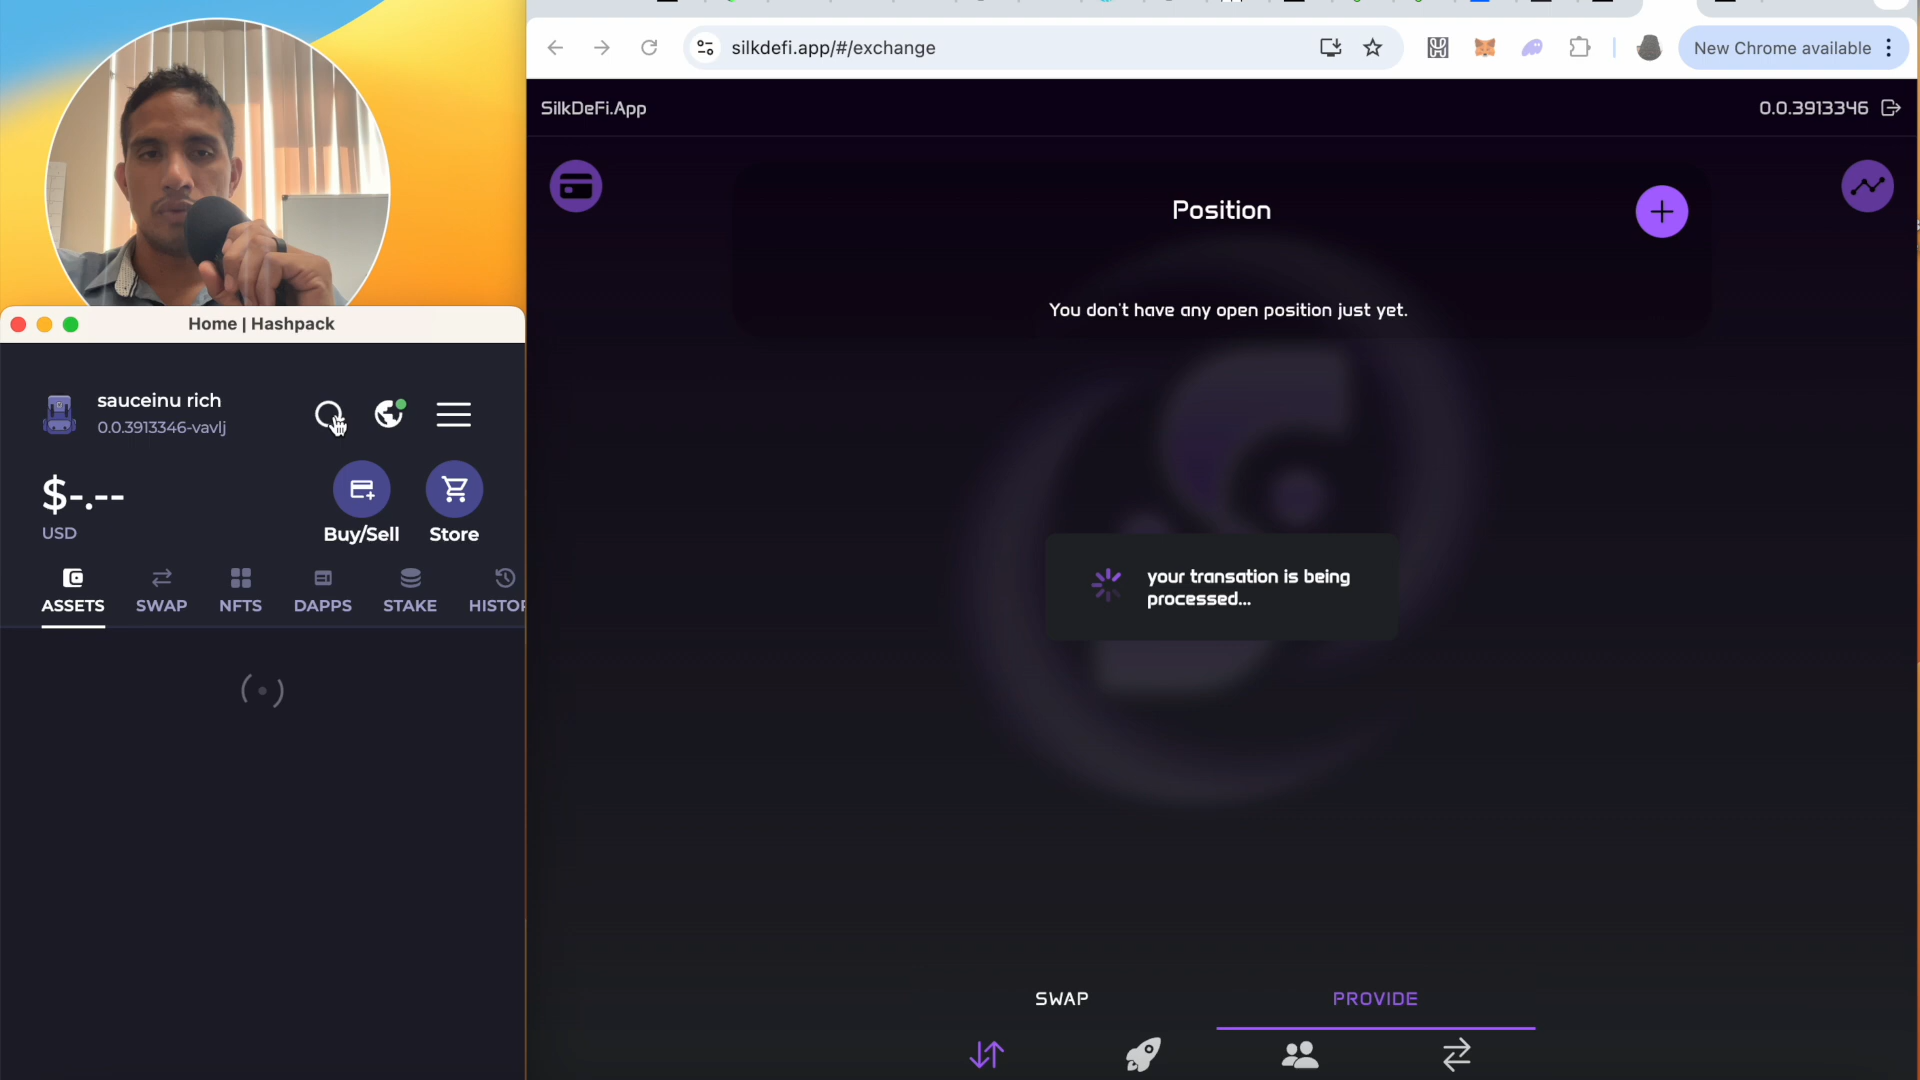 silkdefi.app/#/exchange
New Chrome available
SilkDeFi.App
0.0.3913346
Position
You don't have any open position just yet.
Home | Hashpack
sauceinu rich
0.0.3913346-vavlj
$-.--
USD
Buy/Sell
Store
ASSETS
SWAP
NFTS
DAPPS
STAKE
HISTOR
your transation is being
processed...
SWAP
PROVIDE